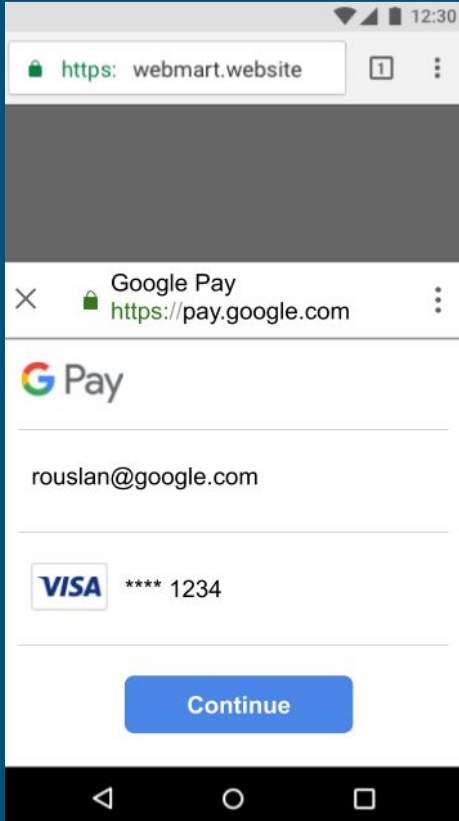 12:30
https: webmart.website
1
Google Pay
https://pay.google.com
G Pay
rouslan@google.com
VISA **** 1234
Continue